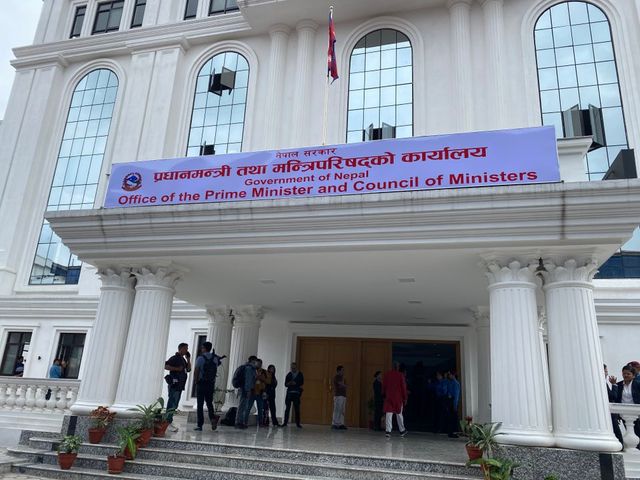 नेपाल सरकार
प्रधानमन्त्री तथा मन्त्रिपरिषद्को कार्यालय
Government of Nepal
Office of the Prime Minister and Council of Ministers